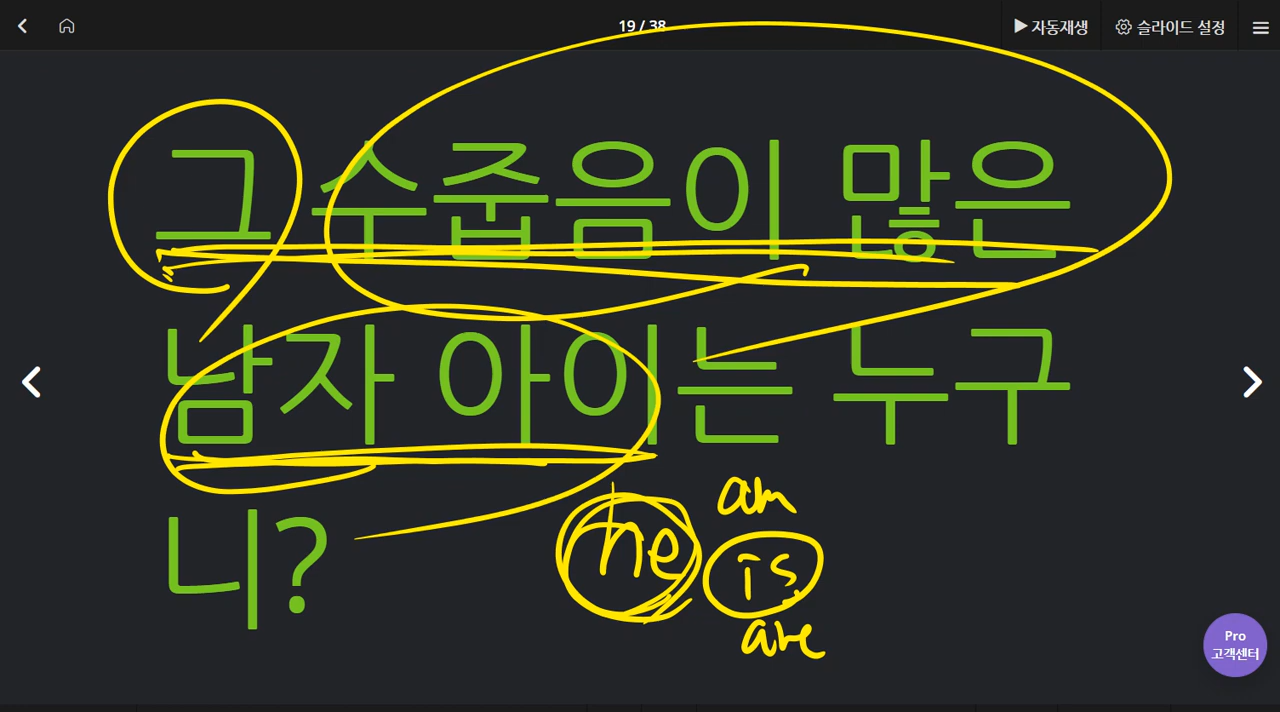 19 / 38
▶ 자동재생
슬라이드 설정
그 수줍음이 많은
남자 아이는 누구
니?
am
he is
are
Pro
고객센터